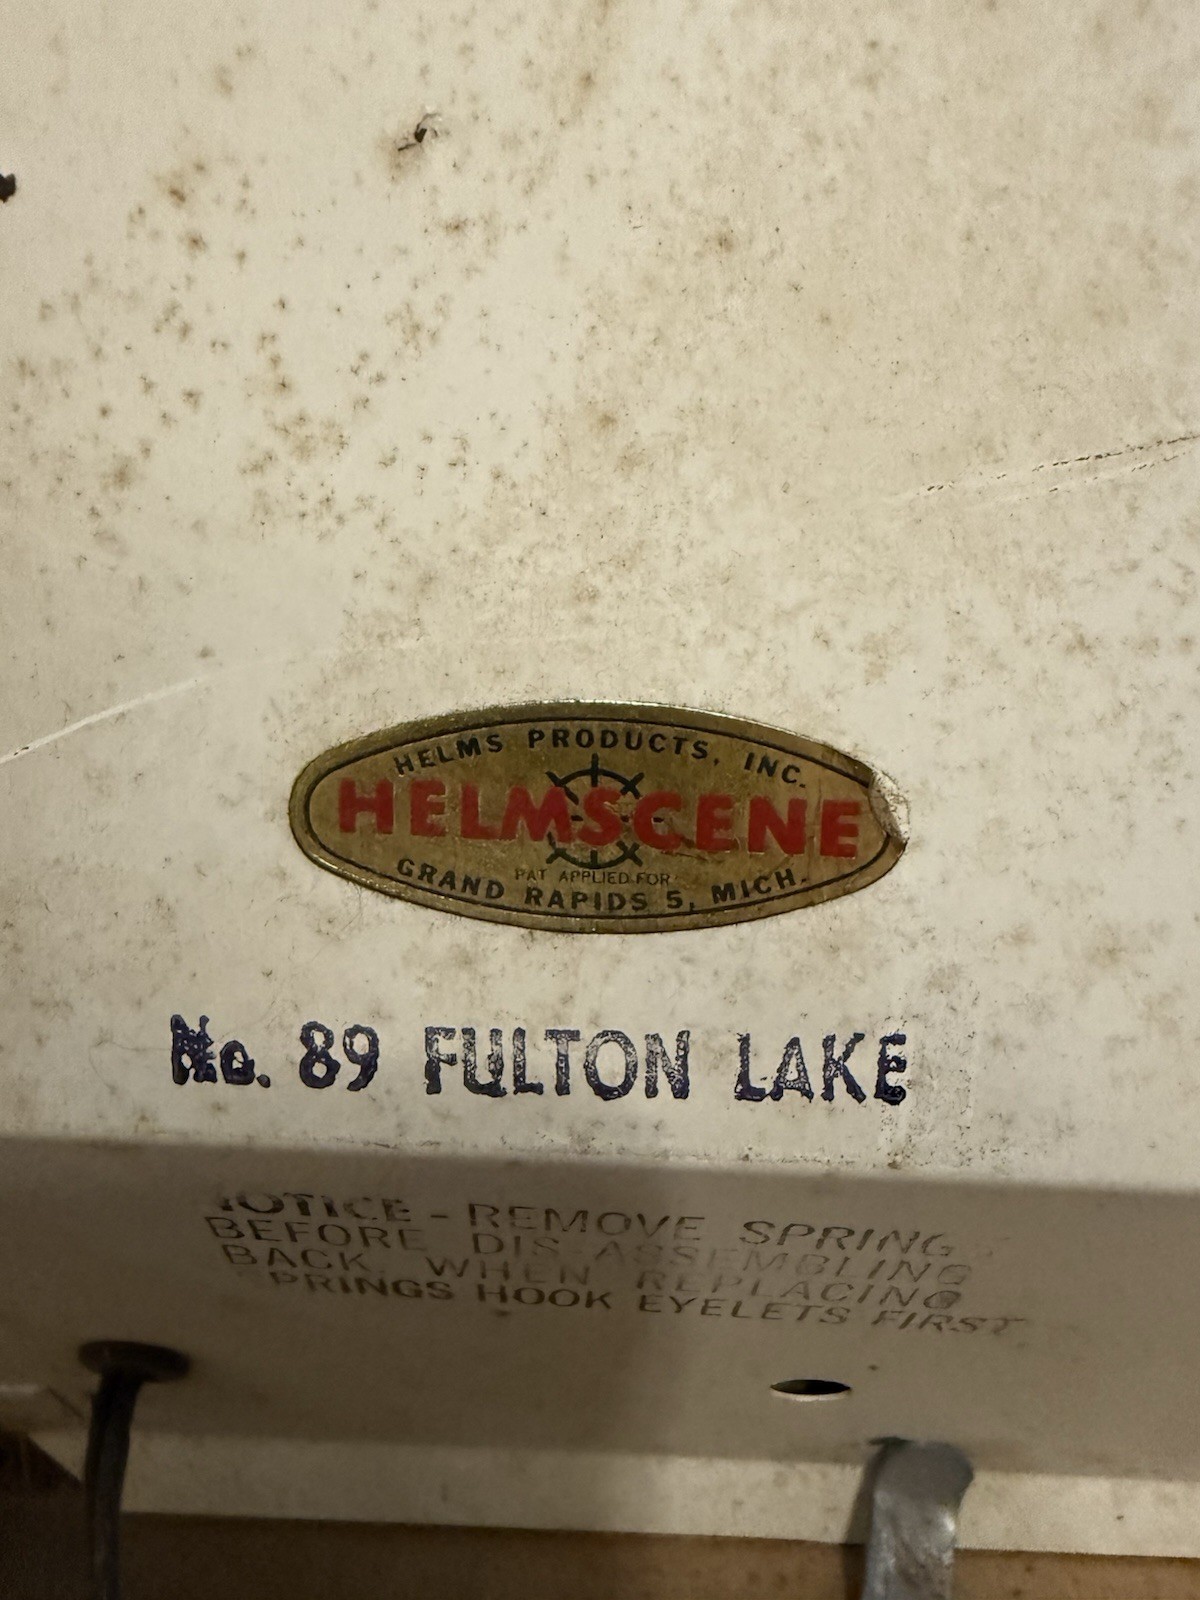 HELMS PRODUCTS, INC.
HELMSCENE
PAT APPLIED FOR
GRAND RAPIDS 5, MICH.
No. 89 FULTON LAKE
NOTICE - REMOVE SPRINGS
BEFORE DIS-ASSEMBLING
BACK. WHEN REPLACING
SPRINGS HOOK EYELETS FIRST